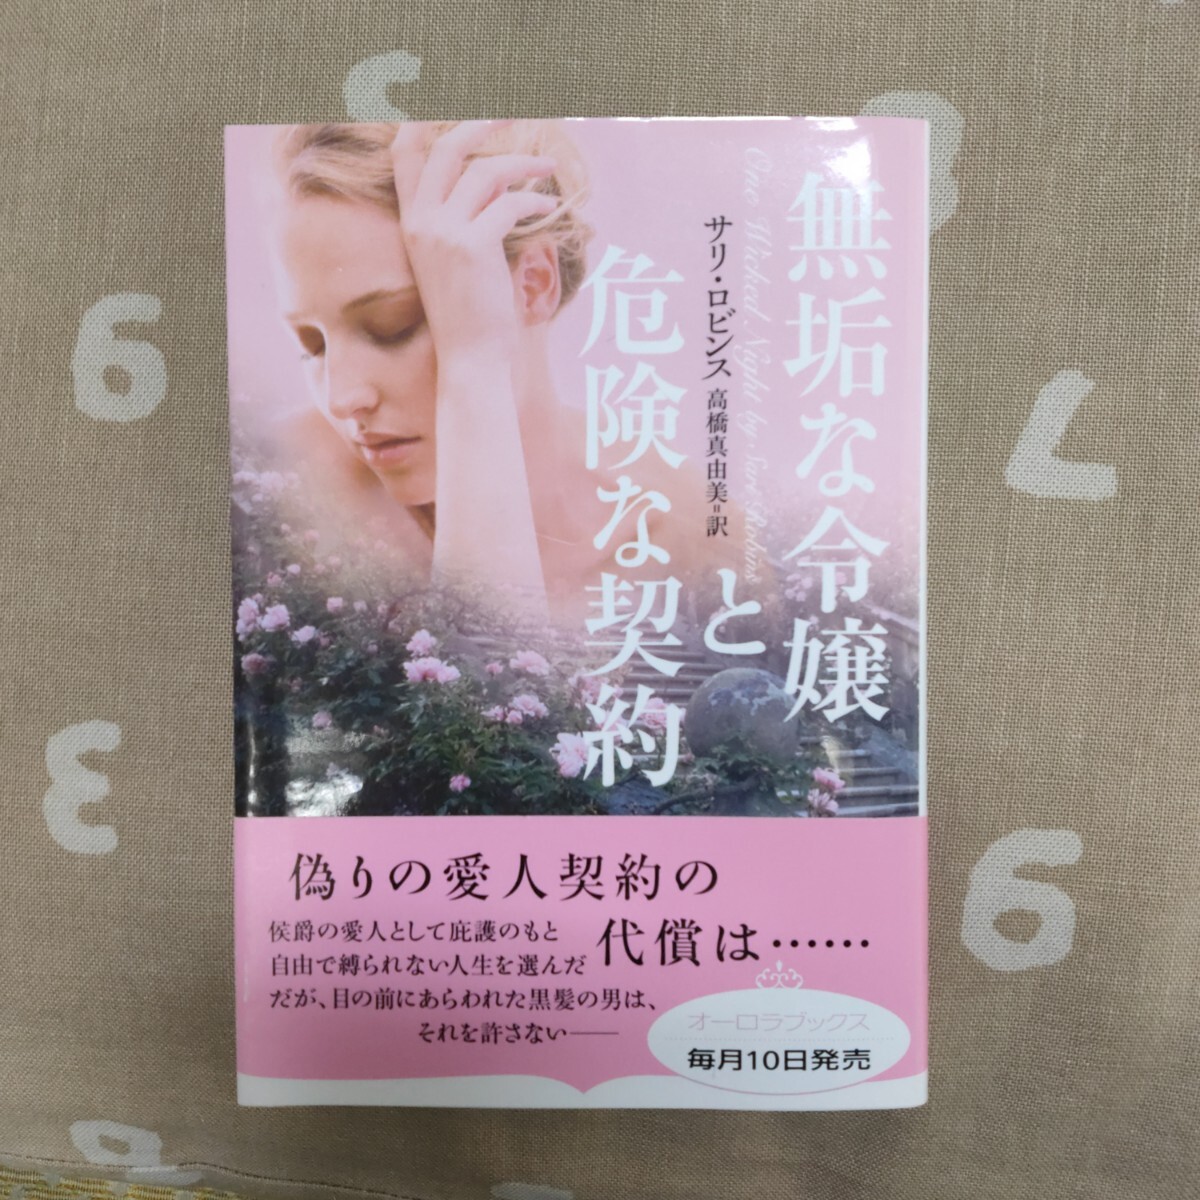 無垢な令嬢
と
危険な契約
One Wicked Night by Sari Robins
サリ・ロビンス
高橋真由美=訳
偽りの愛人契約の
代償は……
侯爵の愛人として庇護のもと
自由で縛られない人生を選んだ
だが、目の前にあらわれた黒髪の男は、
それを許さない――
オーロラブックス
毎月10日発売